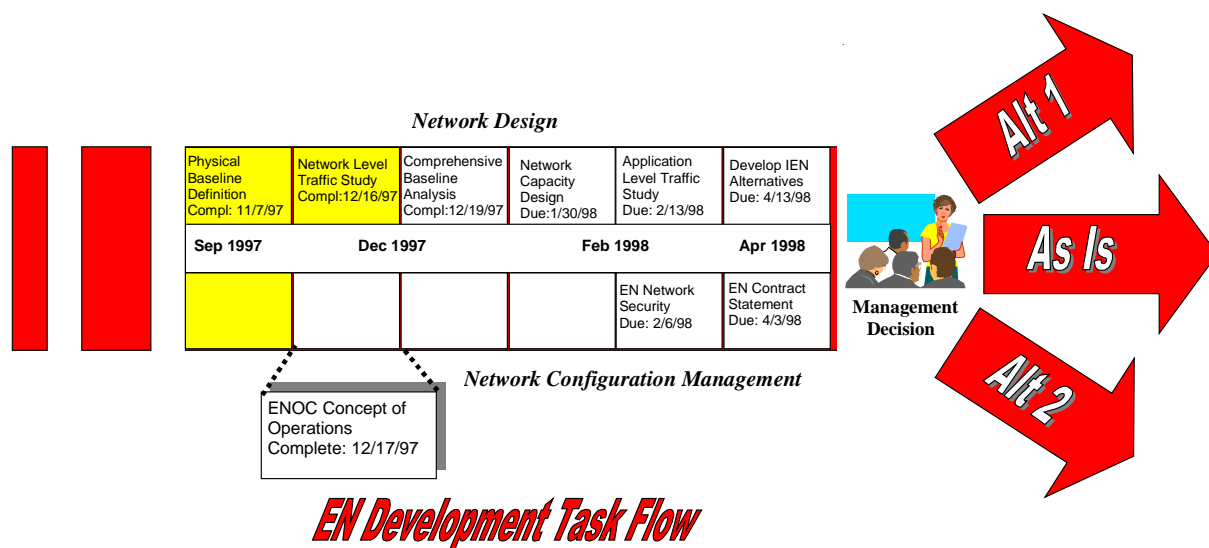 Network Design
Physical
Baseline
Definition
Compl: 11/7/97
Network Level
Traffic Study
Compl:12/16/97
Comprehensive
Baseline
Analysis
Compl:12/19/97
Network
Capacity
Design
Due:1/30/98
Application
Level Traffic
Study
Due: 2/13/98
Develop IEN
Alternatives
Due: 4/13/98
Sep 1997
Dec 1997
Feb 1998
Apr 1998
EN Network
Security
Due: 2/6/98
EN Contract
Statement
Due: 4/3/98
Management
Decision
Alt 1
As Is
Alt 2
Network Configuration Management
ENOC Concept of
Operations
Complete: 12/17/97
EN Development Task Flow